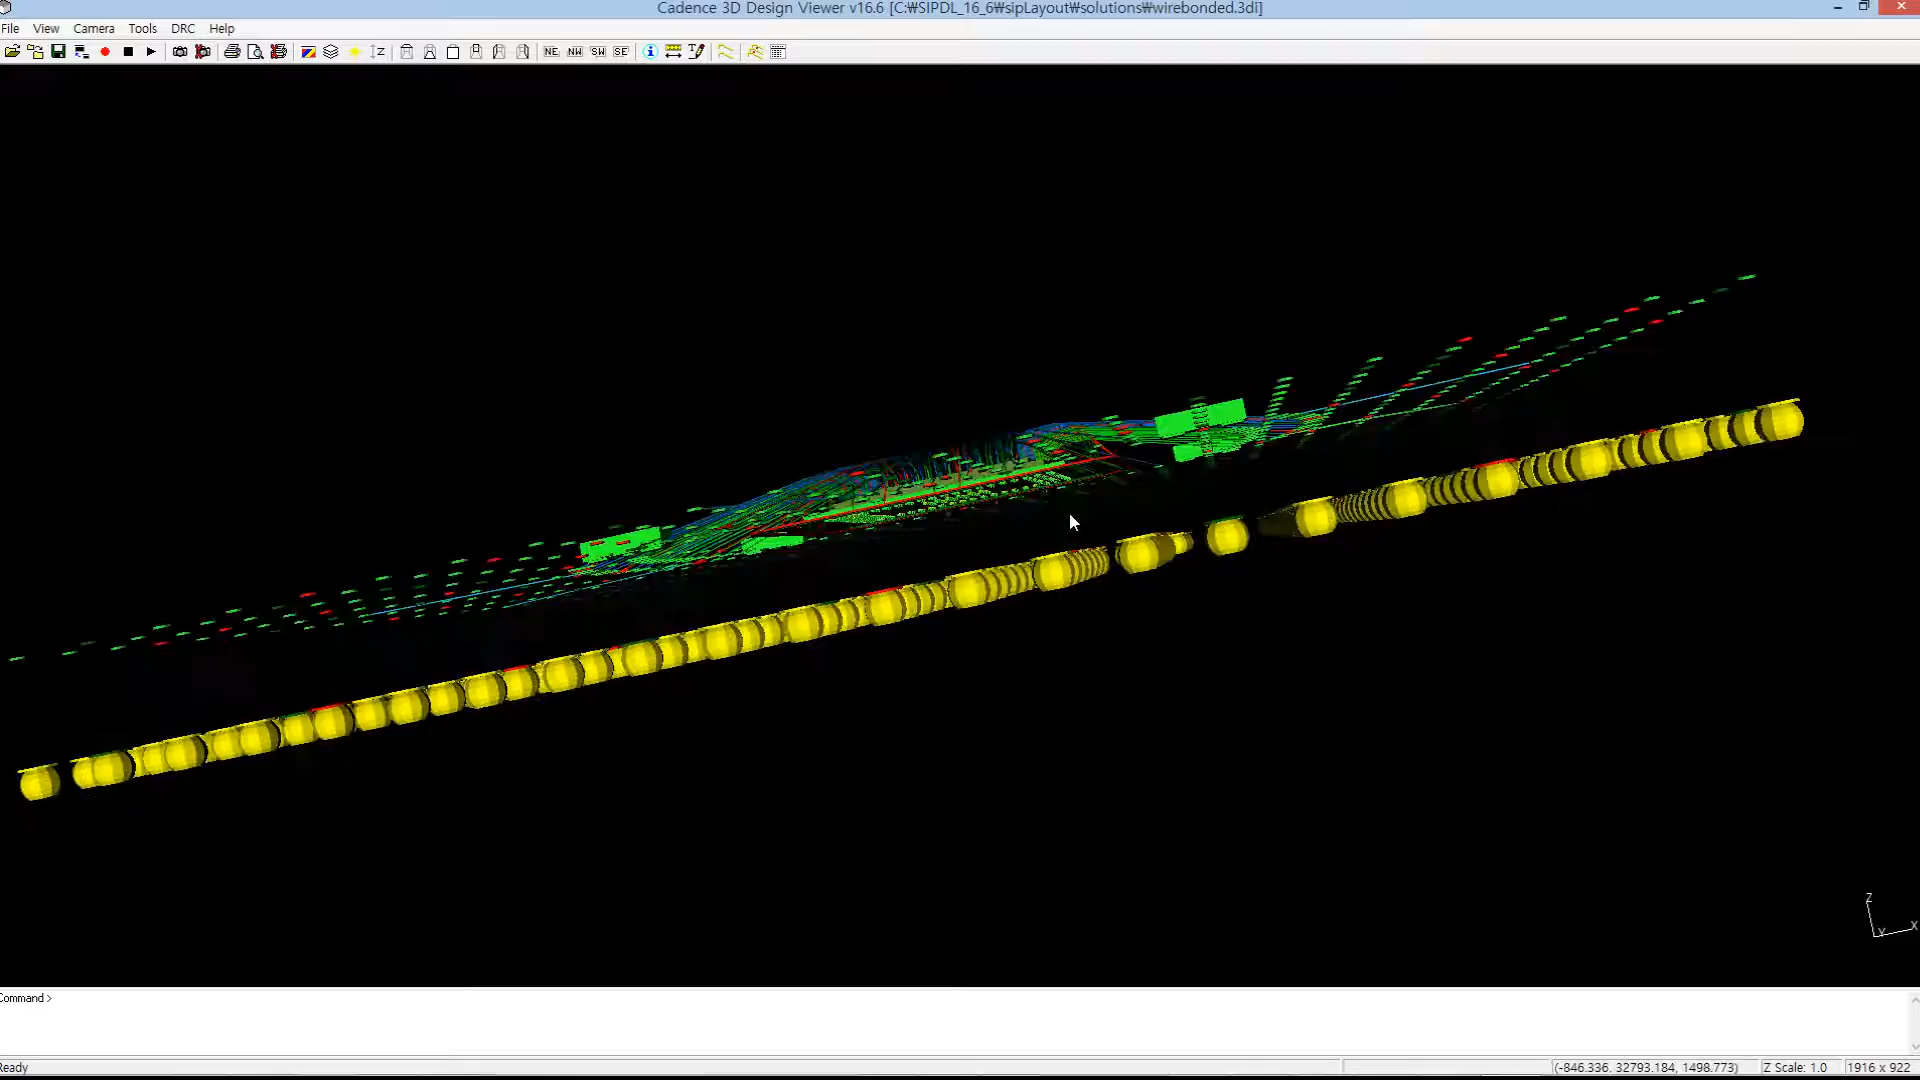 Cadence 3D Design Viewer v16.6 [C:₩SIPDL_16_6₩sipLayout₩solutions₩wirebonded.3di]
File View Camera Tools DRC Help
NE NW SW SE
Z
Y X
Command >
Ready (-846.336, 32793.184, 1498.773) Z Scale: 1.0 1916 x 922